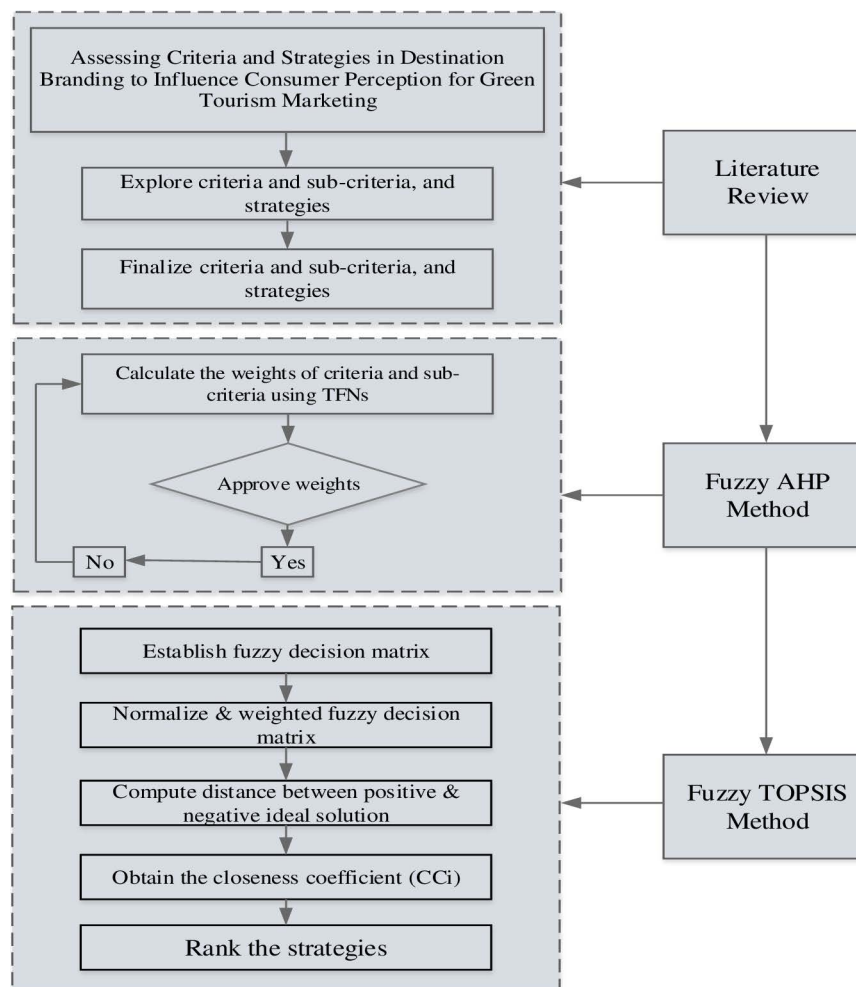 Assessing Criteria and Strategies in Destination
Branding to Influence Consumer Perception for Green
Tourism Marketing
Explore criteria and sub-criteria, and
strategies
Finalize criteria and sub-criteria, and
strategies
Literature
Review
Calculate the weights of criteria and sub-
criteria using TFNs
Approve weights
No
Yes
Fuzzy AHP
Method
Establish fuzzy decision matrix
Normalize & weighted fuzzy decision
matrix
Compute distance between positive &
negative ideal solution
Obtain the closeness coefficient (CCi)
Rank the strategies
Fuzzy TOPSIS
Method